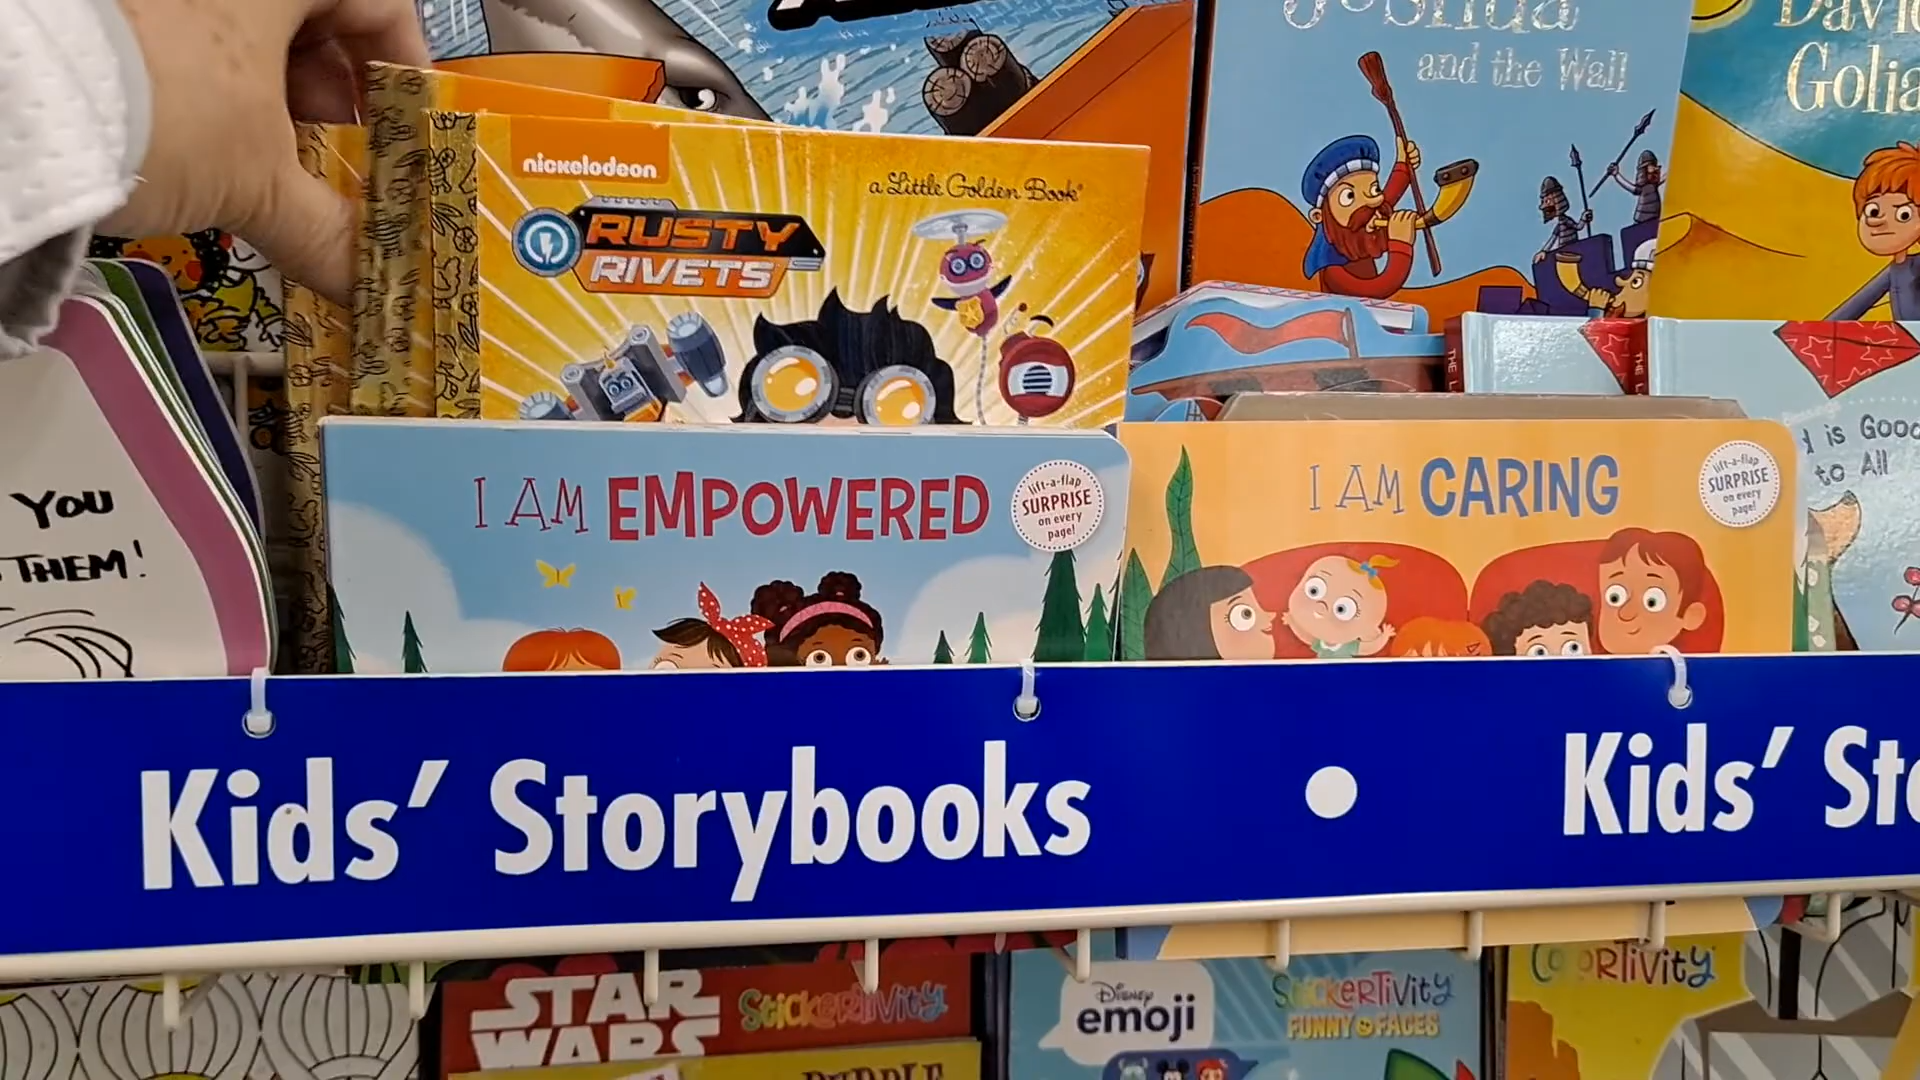 Joshua
and the Wall
nickelodeon
a Little Golden Book®
RUSTY
RIVETS
YOU
THEM!
I AM EMPOWERED
lift-a-flap
SURPRISE
on every
page!
I AM CARING
lift-a-flap
SURPRISE
on every
page!
is Good
to All
Kids' Storybooks
Kids'
STAR
WARS
StickerTivity
Disney
emoji
StickerTivity
FUNNY FACES
ColorTivity